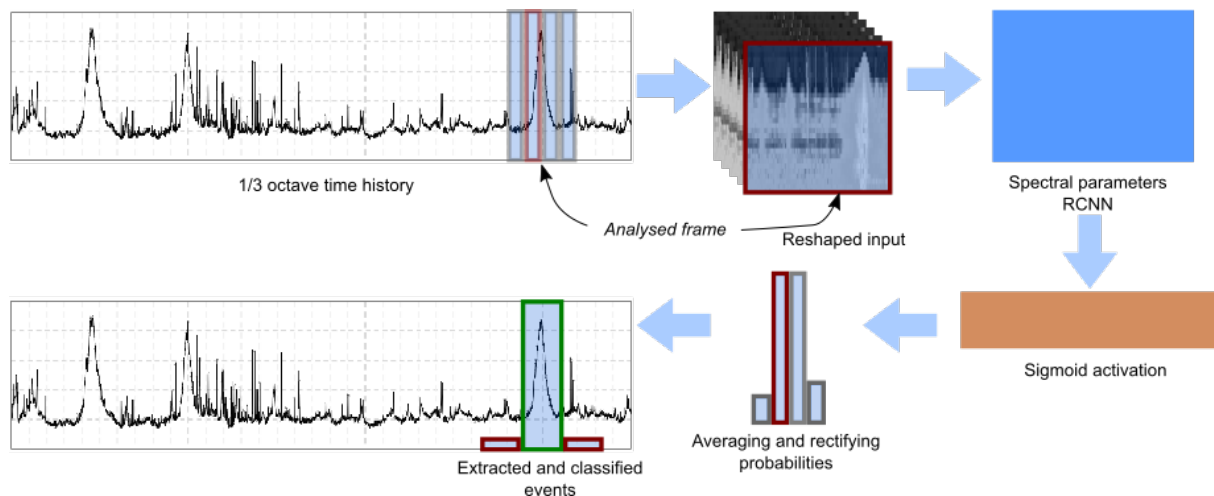 1/3 octave time history
Analysed frame
Reshaped input
Spectral parameters
RCNN
Sigmoid activation
Averaging and rectifying
probabilities
Extracted and classified
events